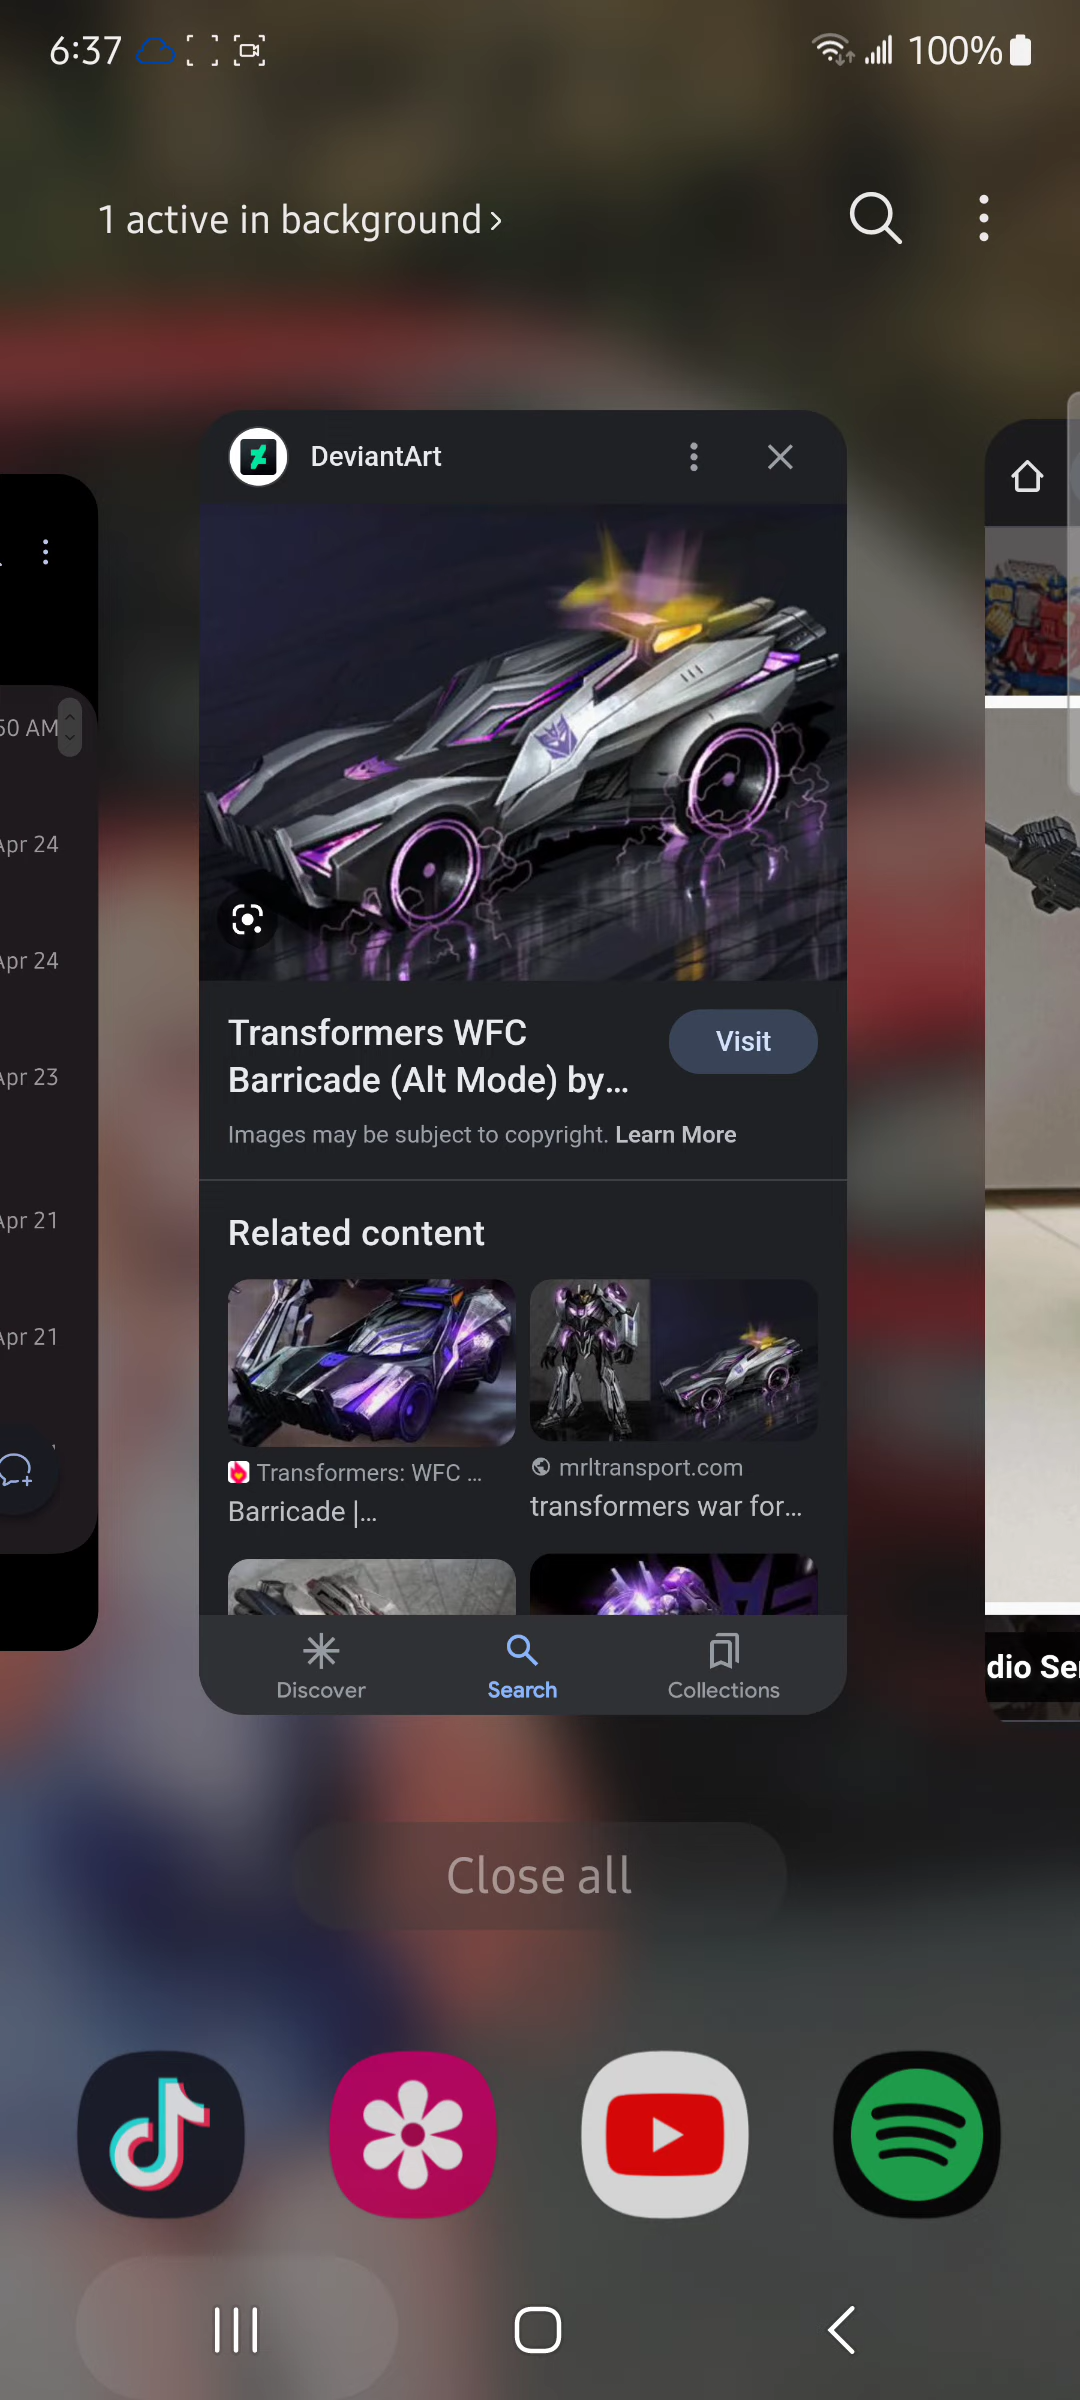 6:37
100%
1 active in background >
DeviantArt
50 AM
Apr 24
Apr 24
Apr 23
Apr 21
Apr 21
Transformers WFC
Barricade (Alt Mode) by...
Visit
Images may be subject to copyright. Learn More
Related content
Transformers: WFC ...
Barricade |...
mrltransport.com
transformers war for...
Discover
Search
Collections
dio Se
Close all